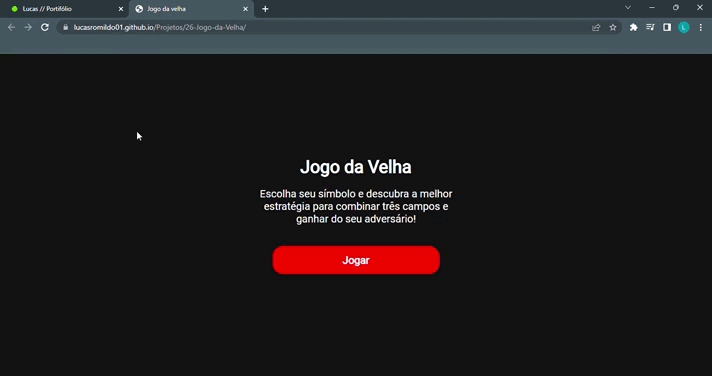 Lucas // Portifólio
Jogo da velha
lucasromildo01.github.io/Projetos/26-Jogo-da-Velha/
L
Jogo da Velha
Escolha seu símbolo e descubra a melhor
estratégia para combinar três campos e
ganhar do seu adversário!
Jogar